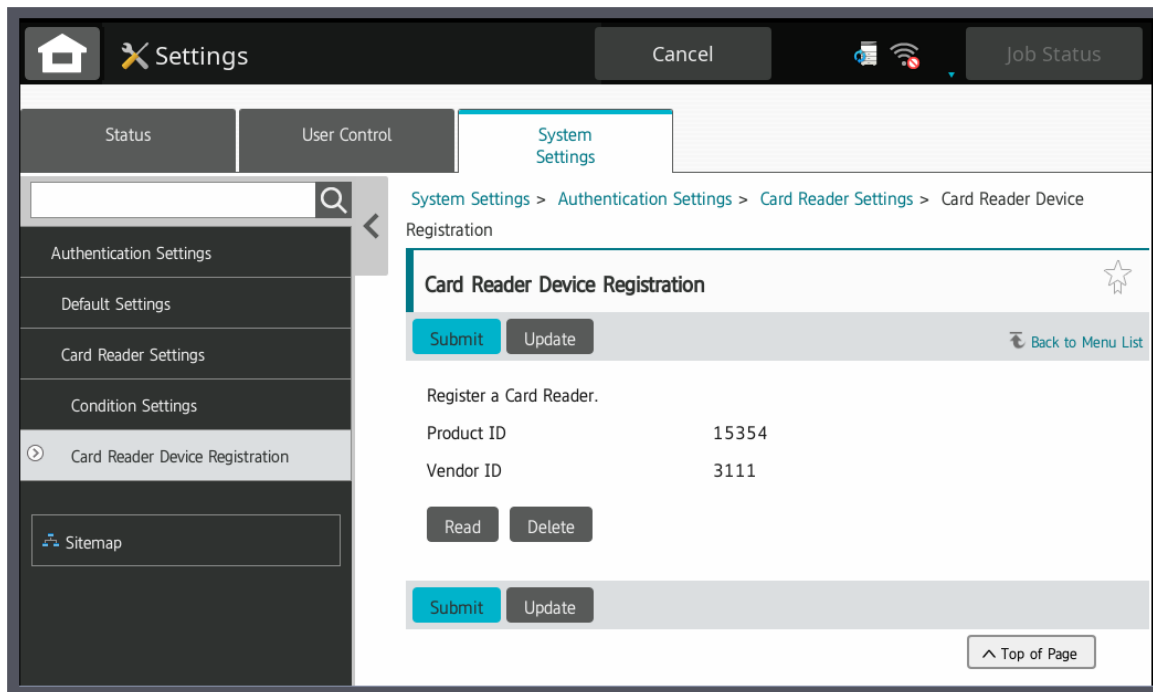 Settings
Cancel
Job Status
Status
User Control
System
Settings
System Settings > Authentication Settings > Card Reader Settings > Card Reader Device
Registration
Authentication Settings
Default Settings
Card Reader Settings
Condition Settings
Card Reader Device Registration
Sitemap
Card Reader Device Registration
Submit Update Back to Menu List
Register a Card Reader.
Product ID 15354
Vendor ID 3111
Read Delete
Submit Update
Top of Page